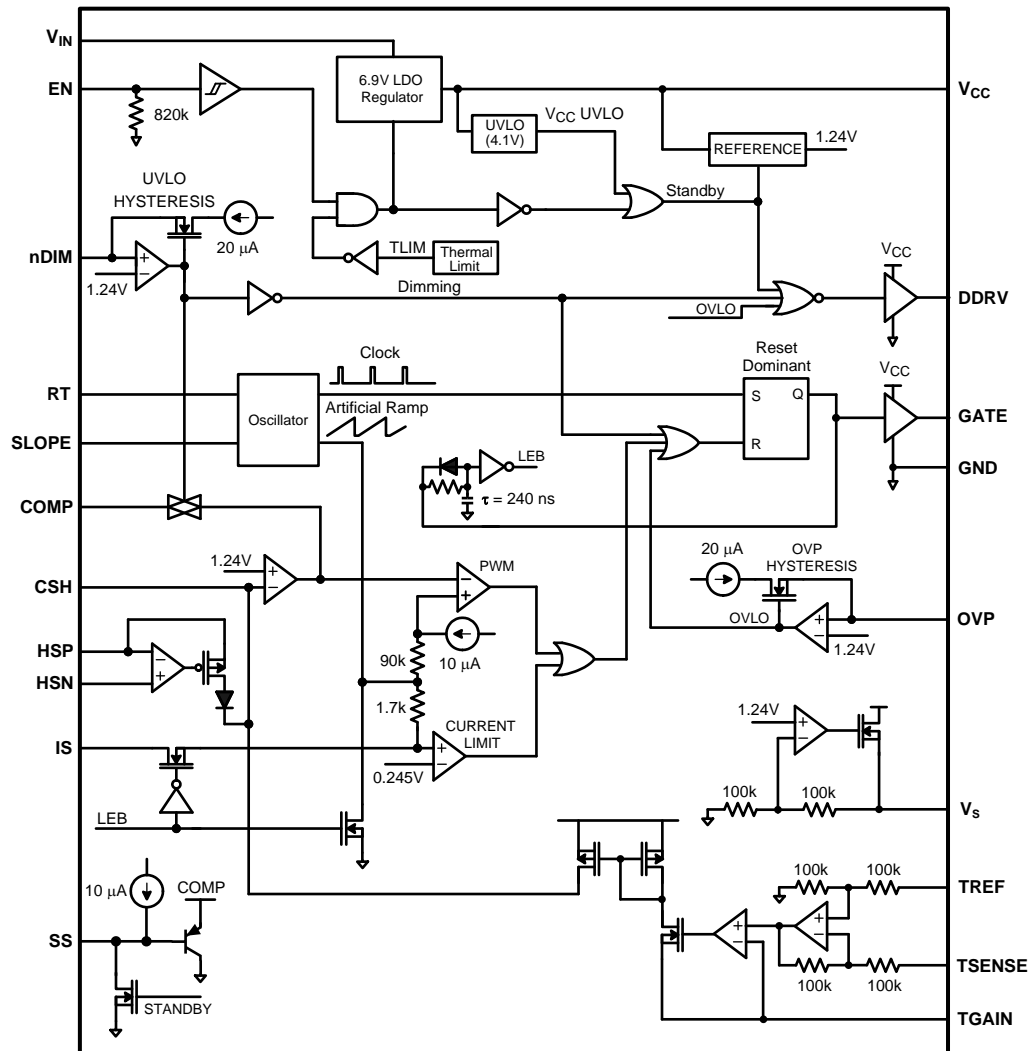 VIN
6.9V LDO
Regulator
EN
VCC
820k
VCC UVLO
UVLO
(4.1V)
REFERENCE
1.24V
UVLO
HYSTERESIS
Standby
20 μA
nDIM
TLIM
Thermal
Limit
1.24V
Dimming
VCC
OVLO
DDRV
Clock
Reset
Dominant
RT
Oscillator
S
Q
VCC
Artificial Ramp
SLOPE
R
GATE
LEB
GND
COMP
τ = 240 ns
20 μA
OVP
HYSTERESIS
1.24V
PWM
CSH
OVLO
OVP
1.24V
HSP
90k
10 μA
HSN
1.7k
CURRENT
LIMIT
IS
0.245V
1.24V
100k
100k
VS
LEB
10 μA
COMP
100k
100k
TREF
SS
TSENSE
100k
100k
STANDBY
TGAIN